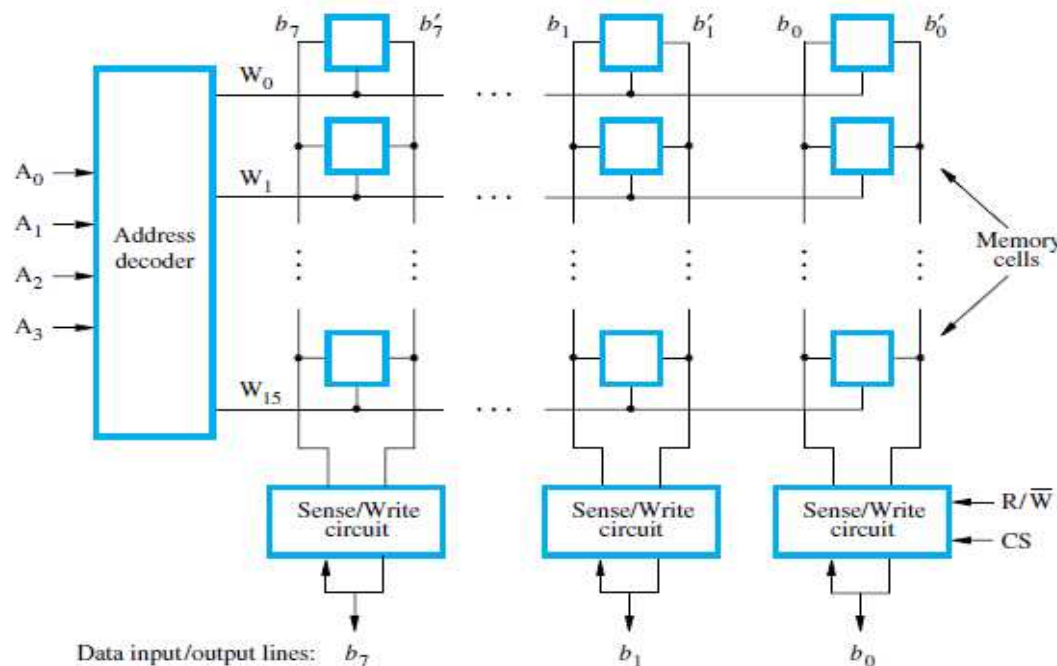 b₇ b′₇ b₁ b′₁ b₀ b′₀
W₀
. . .
A₀
W₁
. . .
A₁
Address
decoder
Memory
cells
A₂
A₃
W₁₅
. . .
Sense/Write
circuit
Sense/Write
circuit
Sense/Write
circuit
R/W̅
CS
Data input/output lines: b₇ b₁ b₀